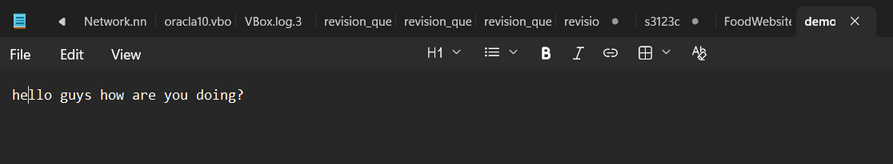 Network.nn oracla10.vbo VBox.log.3 revision_que revision_que revision_que revisio s3123c FoodWebsite demo
File Edit View H1 B I
hello guys how are you doing?